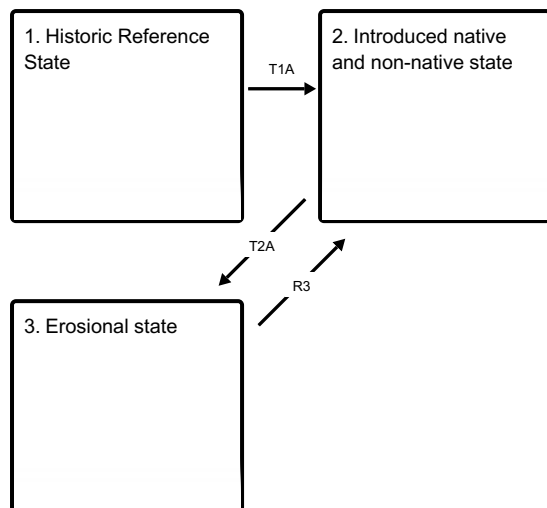 1. Historic Reference
State
2. Introduced native
and non-native state
T1A
T2A
R3
3. Erosional state